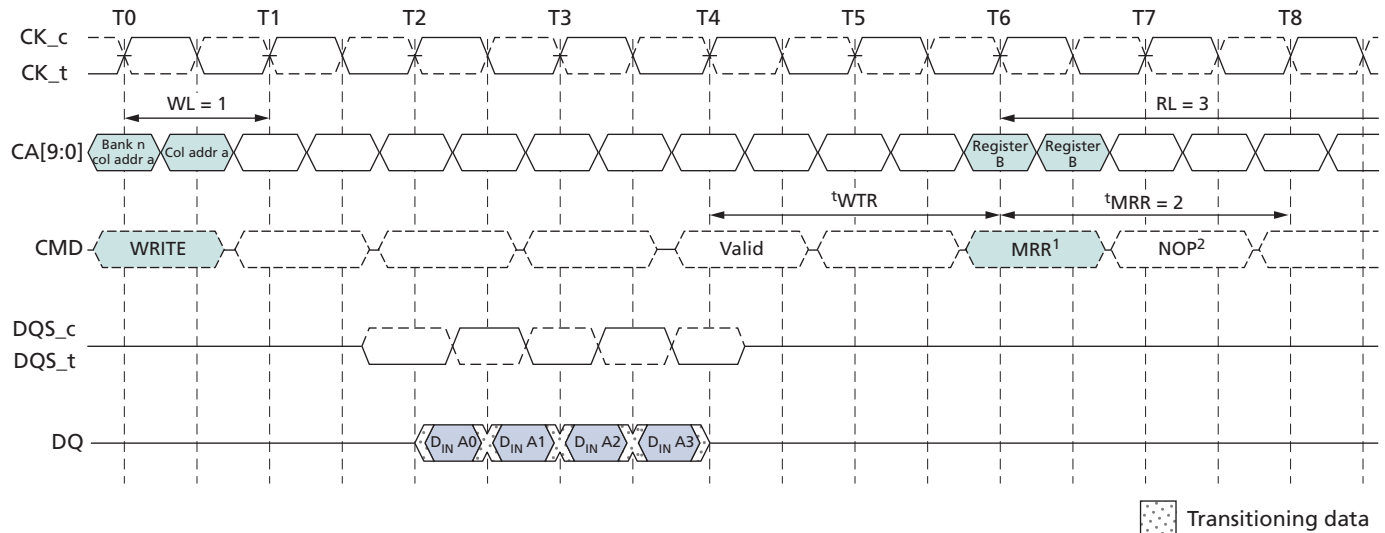 T0 T1 T2 T3 T4 T5 T6 T7 T8
CK_c
CK_t
WL = 1
RL = 3
CA[9:0]
Bank n
col addr a
Col addr a
Register
B
Register
B
tWTR
tMRR = 2
CMD
WRITE
Valid
MRR1
NOP2
DQS_c
DQS_t
DQ
DIN A0
DIN A1
DIN A2
DIN A3
Transitioning data